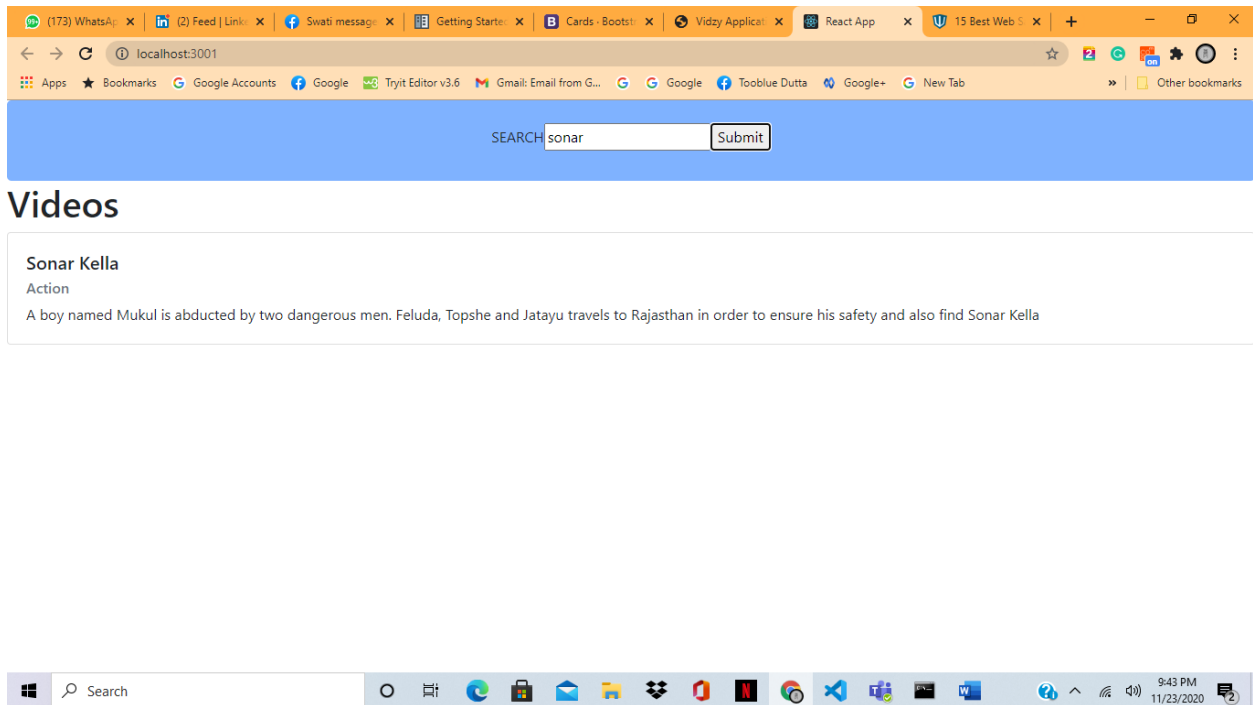 (173) WhatsAp
(2) Feed | Linke
Swati message
Getting Started
Cards · Bootst
Vidzy Applicat
React App
15 Best Web S
localhost:3001
Apps
Bookmarks
Google Accounts
Google
Tryit Editor v3.6
Gmail: Email from G...
Google
Tooblue Dutta
Google+
New Tab
»
Other bookmarks
SEARCH sonar Submit
Videos
Sonar Kella
Action
A boy named Mukul is abducted by two dangerous men. Feluda, Topshe and Jatayu travels to Rajasthan in order to ensure his safety and also find Sonar Kella
Search
9:43 PM
11/23/2020